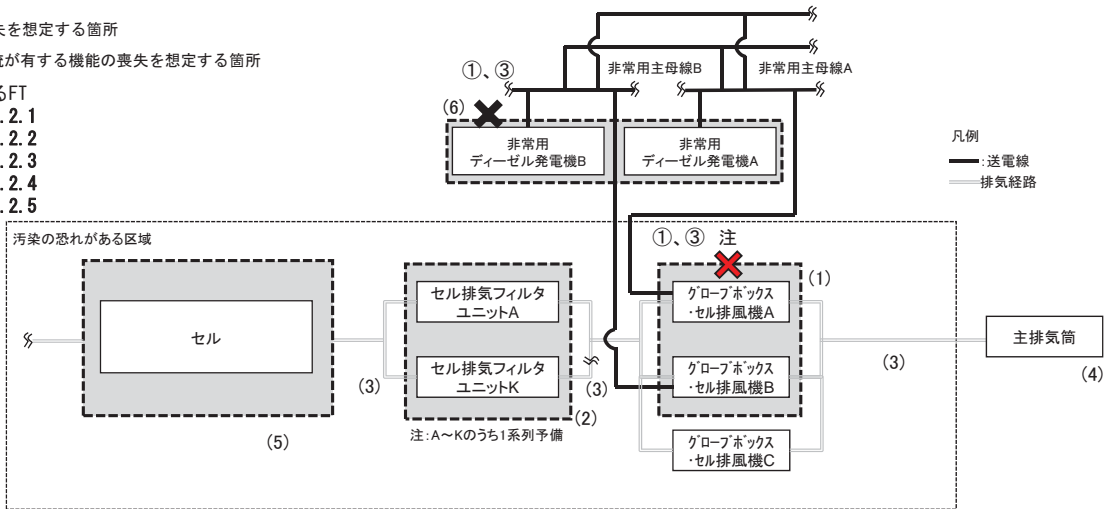 失を想定する箇所
統が有する機能の喪失を想定する箇所
るFT
.2.1
.2.2
.2.3
.2.4
.2.5
①、③
非常用主母線B
非常用主母線A
(6)
非常用
ディーゼル発電機B
非常用
ディーゼル発電機A
凡例
:送電線
排気経路
汚染の恐れがある区域
①、③ 注
(1)
セル
セル排気フィルタ
ユニットA
セル排気フィルタ
ユニットK
グローブボックス
・セル排風機A
グローブボックス
・セル排風機B
グローブボックス
・セル排風機C
主排気筒
(3)
(3)
(3)
(4)
(2)
(5)
注:A～Kのうち1系列予備